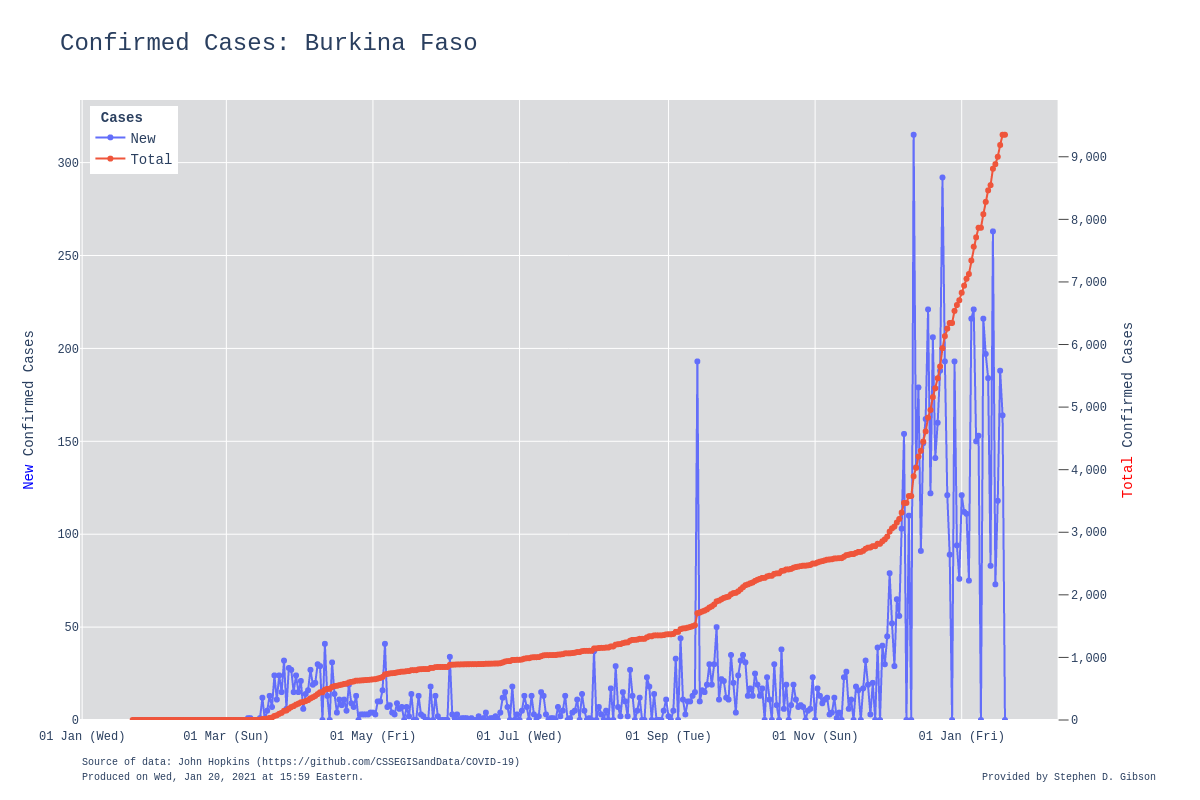 Confirmed Cases: Burkina Faso
Cases
New
Total
300
250
200
150
100
50
0
9,000
8,000
7,000
6,000
5,000
4,000
3,000
2,000
1,000
0
New Confirmed Cases
Total Confirmed Cases
01 Jan (Wed)
01 Mar (Sun)
01 May (Fri)
01 Jul (Wed)
01 Sep (Tue)
01 Nov (Sun)
01 Jan (Fri)
Source of data: John Hopkins (https://github.com/CSSEGISandData/COVID-19)
Produced on Wed, Jan 20, 2021 at 15:59 Eastern.
Provided by Stephen D. Gibson